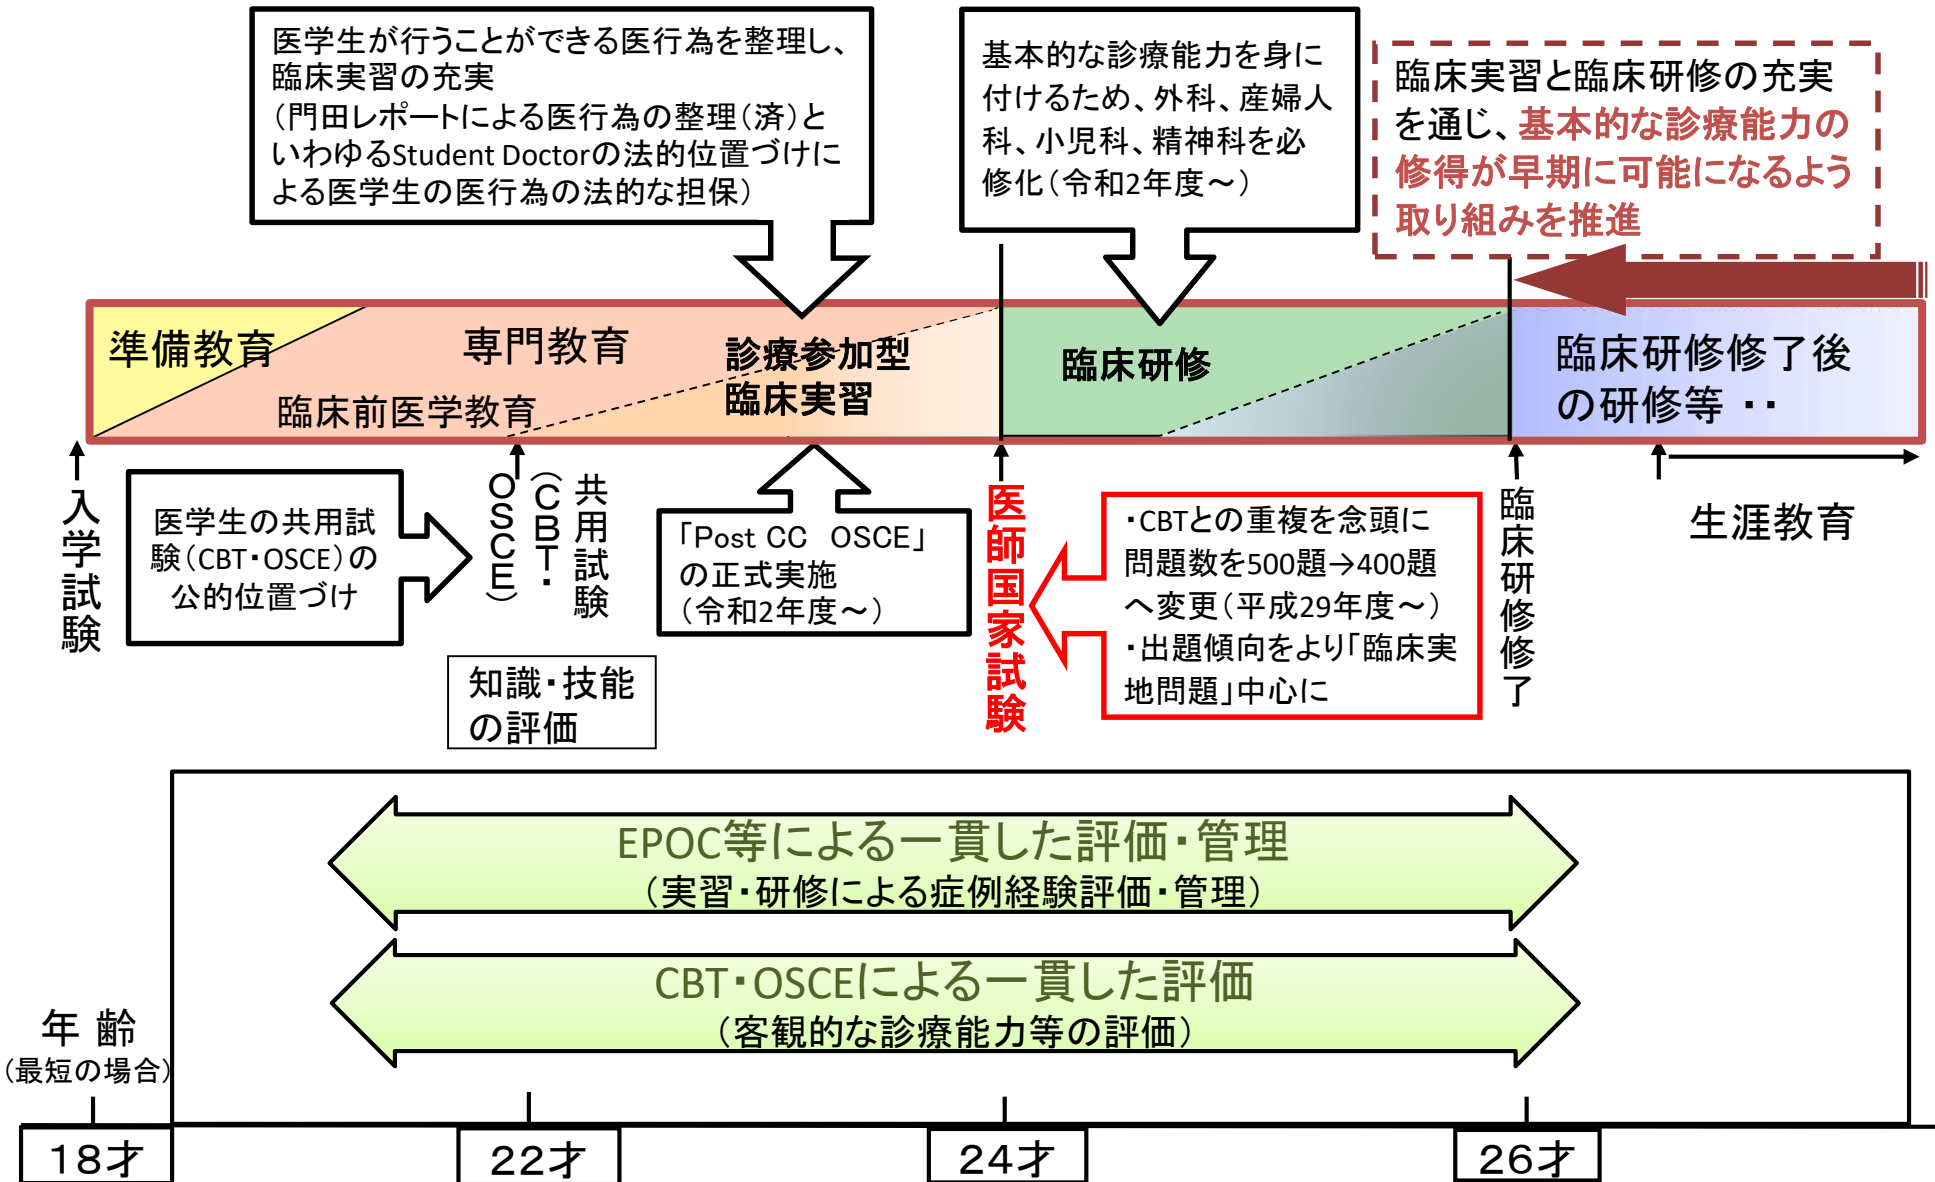 医学生が行うことができる医行為を整理し、
臨床実習の充実
（門田レポートによる医行為の整理（済）と
いわゆるStudent Doctorの法的位置づけに
よる医学生の医行為の法的な担保）
基本的な診療能力を身に
付けるため、外科、産婦人
科、小児科、精神科を必
修化（令和2年度～）
臨床実習と臨床研修の充実
を通じ、基本的な診療能力の
修得が早期に可能になるよう
取り組みを推進
準備教育
専門教育
臨床前医学教育
診療参加型
臨床実習
臨床研修
臨床研修修了後
の研修等 ・・
入学試験
医学生の共用試
験（CBT・OSCE）の
公的位置づけ
共用試験
（CBT・
OSCE）
知識・技能
の評価
「Post CC　OSCE」
の正式実施
（令和2年度～）
医師国家試験
・CBTとの重複を念頭に
問題数を500題→400題
へ変更（平成29年度～）
・出題傾向をより「臨床実
地問題」中心に
臨床研修修了
生涯教育
EPOC等による一貫した評価・管理
（実習・研修による症例経験評価・管理）
CBT・OSCEによる一貫した評価
（客観的な診療能力等の評価）
年 齢
（最短の場合）
18才
22才
24才
26才